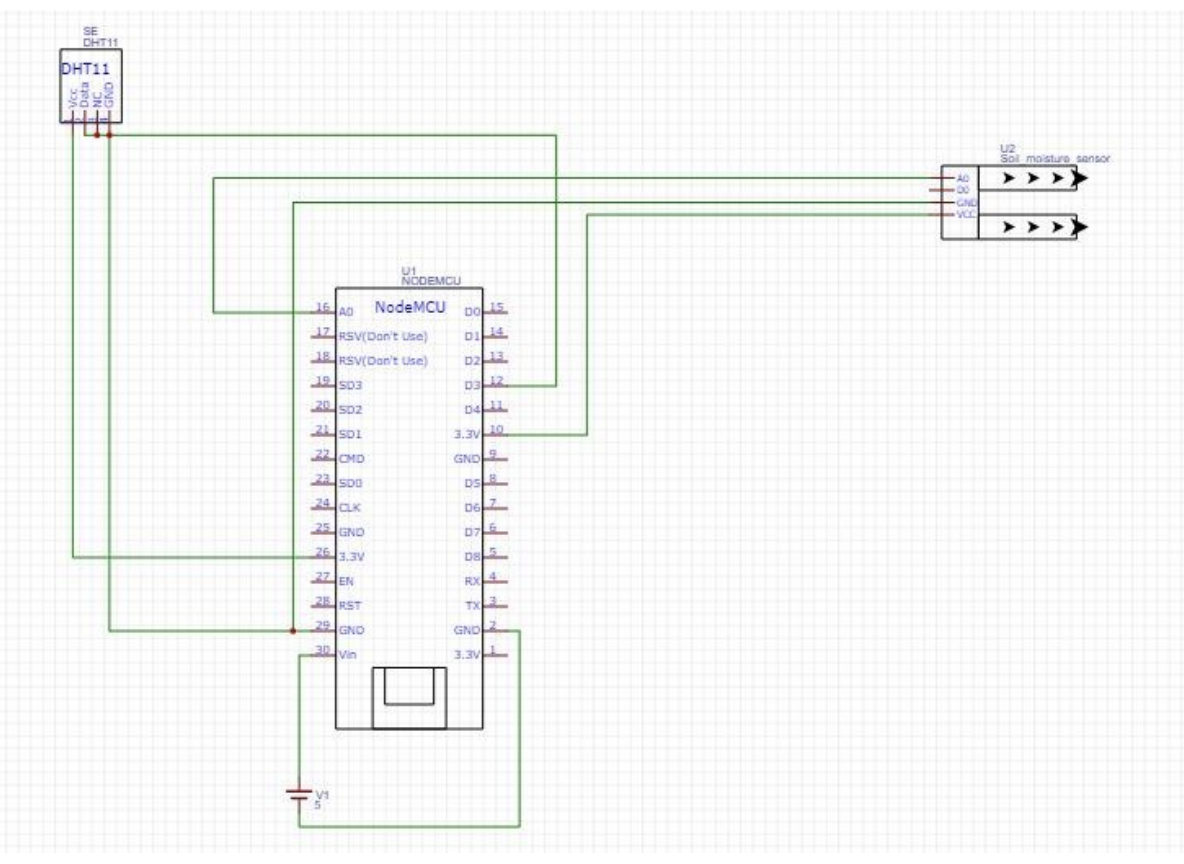 SE
DHT11
DHT11
Vcc
Data
NC
GND
U2
Soil moisture sensor
A0
D0
GND
VCC
U1
NODEMCU
NodeMCU
16 A0 D0 15
17 RSV(Don't Use) D1 14
18 RSV(Don't Use) D2 13
19 SD3 D3 12
20 SD2 D4 11
21 SD1 3.3V 10
22 CMD GND 9
23 SD0 D5 8
24 CLK D6 7
25 GND D7 6
26 3.3V D8 5
27 EN RX 4
28 RST TX 3
29 GND GND 2
30 Vin 3.3V 1
V1
5